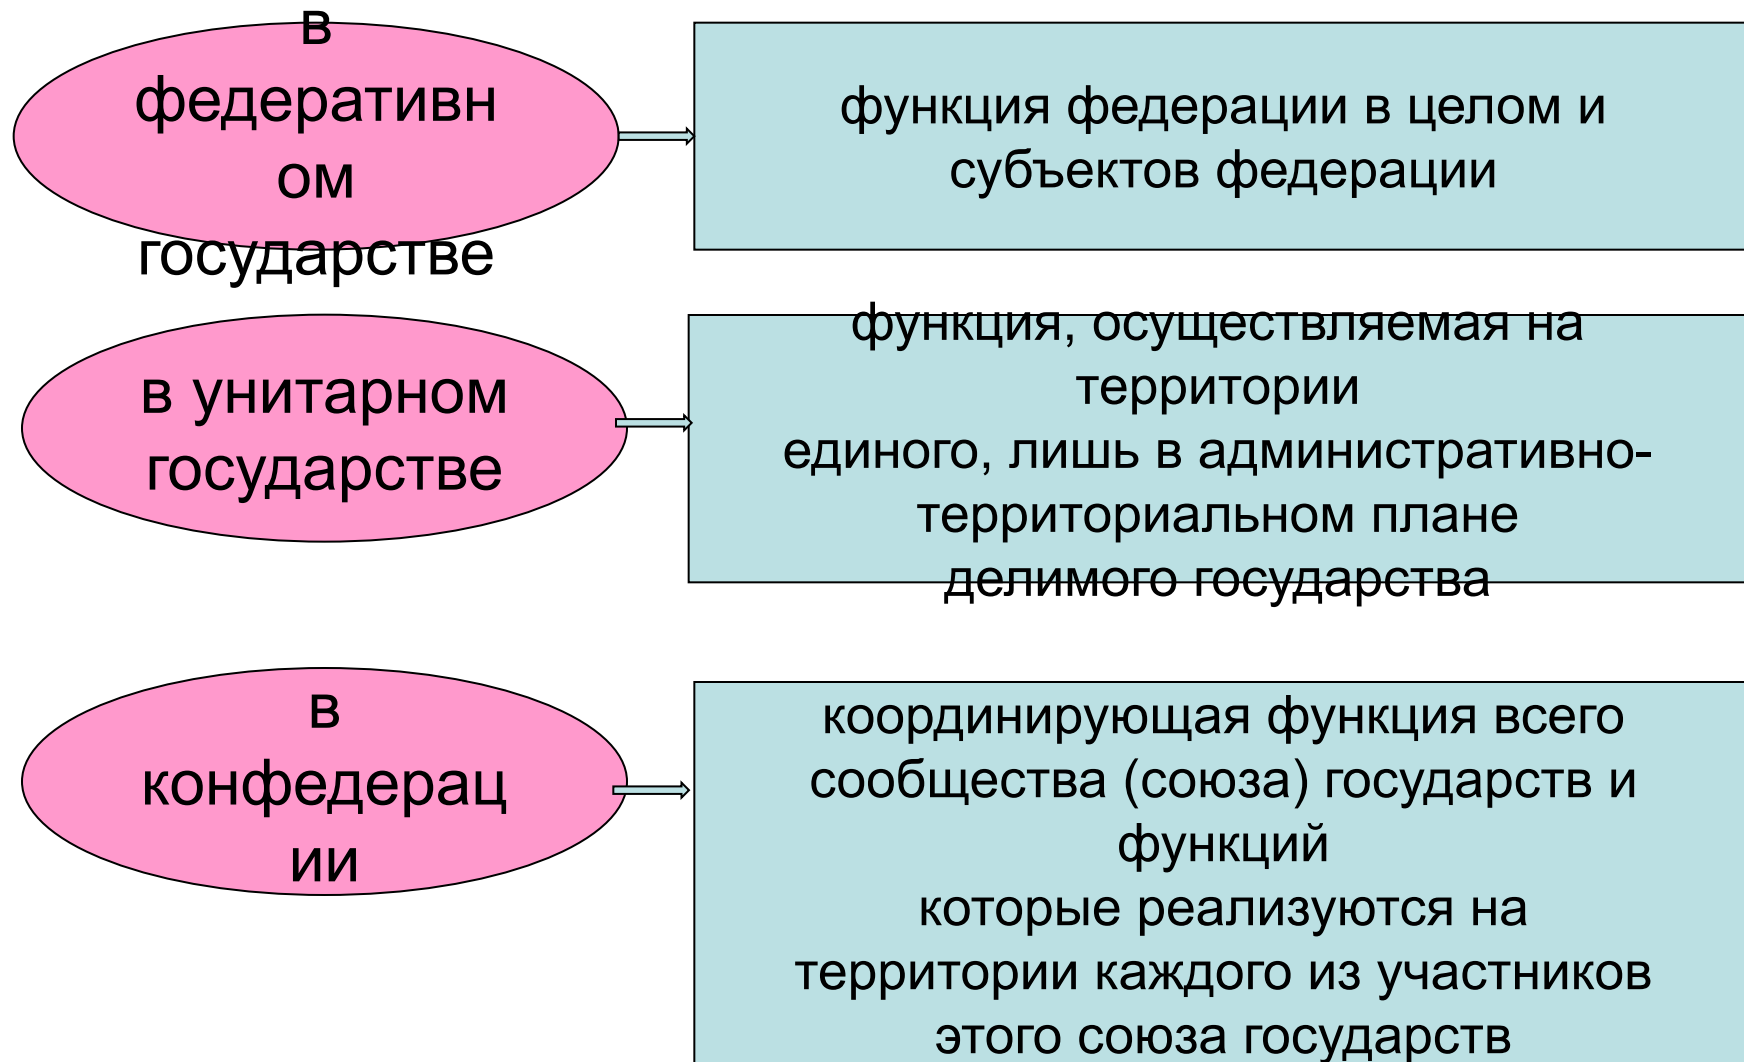 в
федеративн
ом
государстве
функция федерации в целом и
субъектов федерации
в унитарном
государстве
функция, осуществляемая на
территории
единого, лишь в административно-
территориальном плане
делимого государства
в
конфедерац
ии
координирующая функция всего
сообщества (союза) государств и
функций
которые реализуются на
территории каждого из участников
этого союза государств